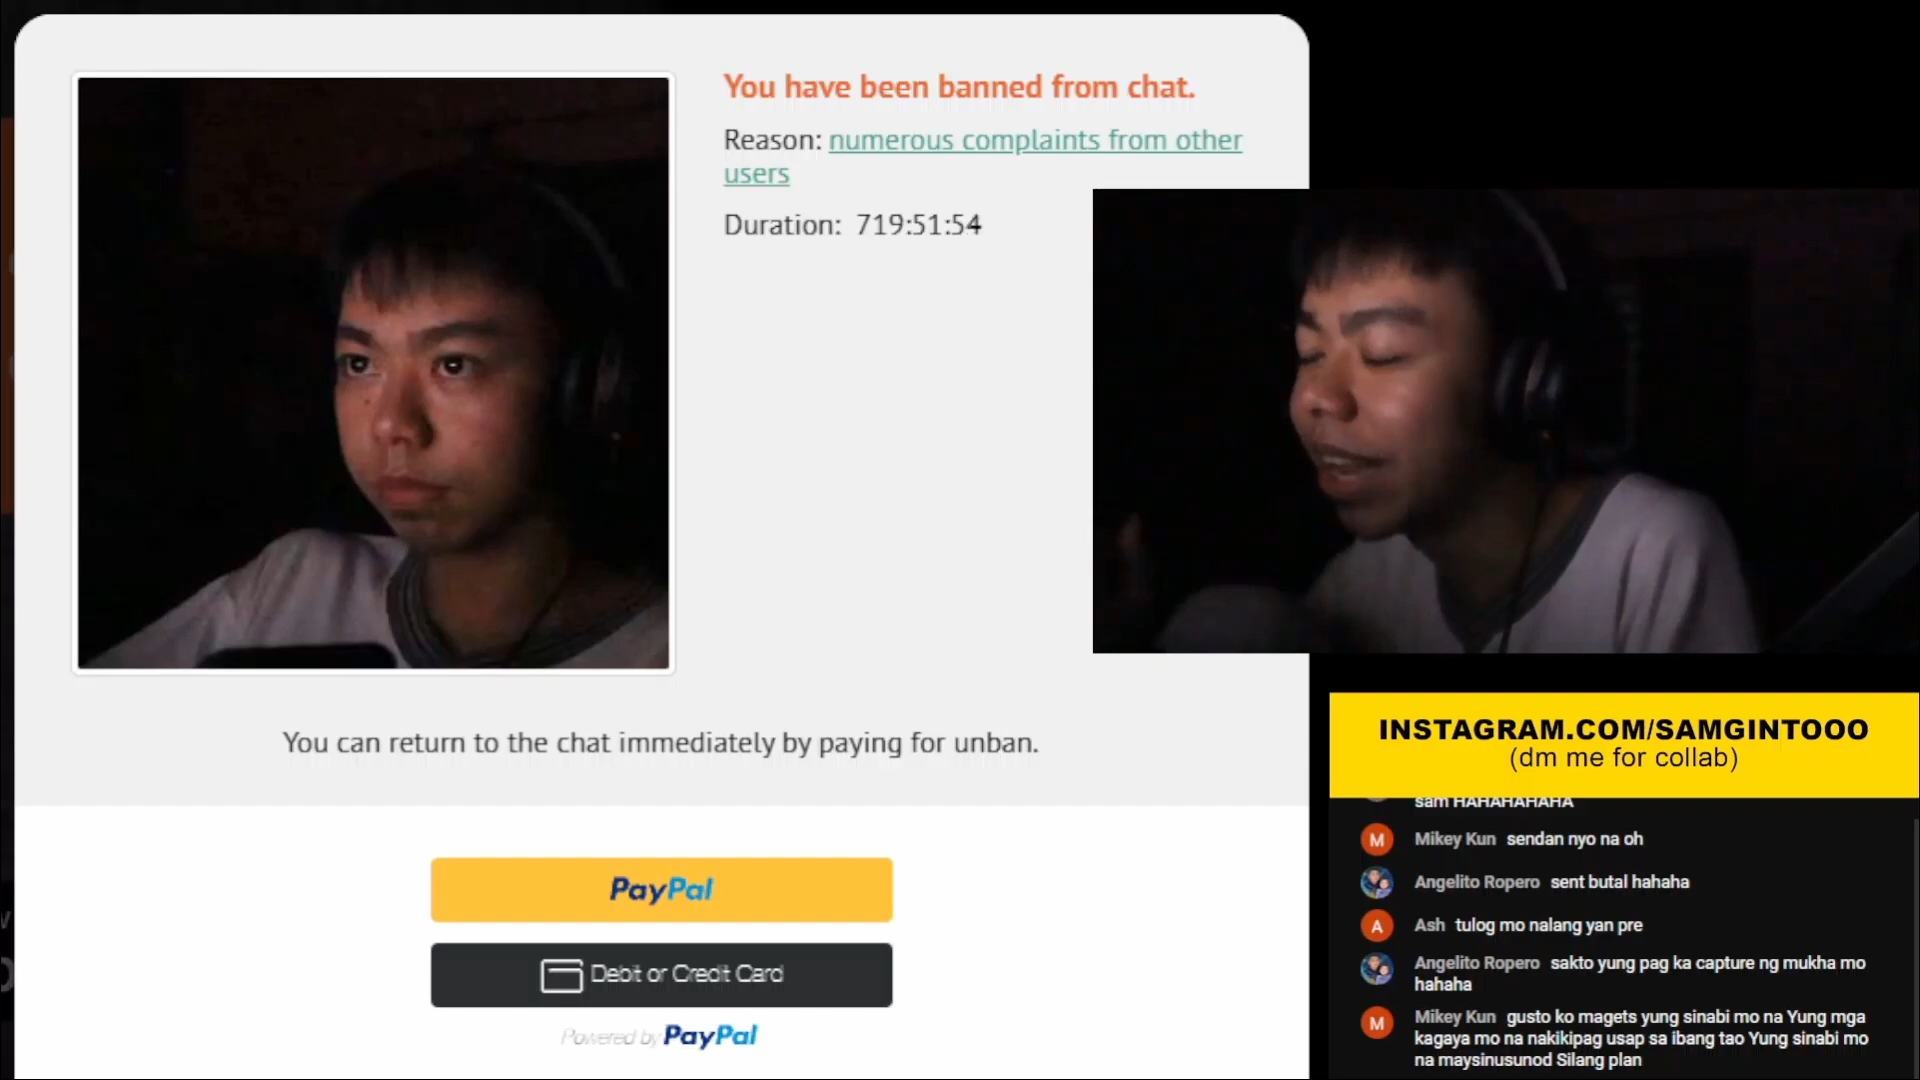 You have been banned from chat.
Reason: numerous complaints from other
users
Duration: 719:51:54
You can return to the chat immediately by paying for unban.
PayPal
Debit or Credit Card
Powered by PayPal
INSTAGRAM.COM/SAMGINTOOO
(dm me for collab)
sam HAHAHAHAHA
M Mikey Kun sendan nyo na oh
Angelito Ropero sent butal hahaha
A Ash tulog mo nalang yan pre
Angelito Ropero sakto yung pag ka capture ng mukha mo
hahaha
M Mikey Kun gusto ko magets yung sinabi mo na Yung mga
kagaya mo na nakikipag usap sa ibang tao Yung sinabi mo
na maysinusunod Silang plan